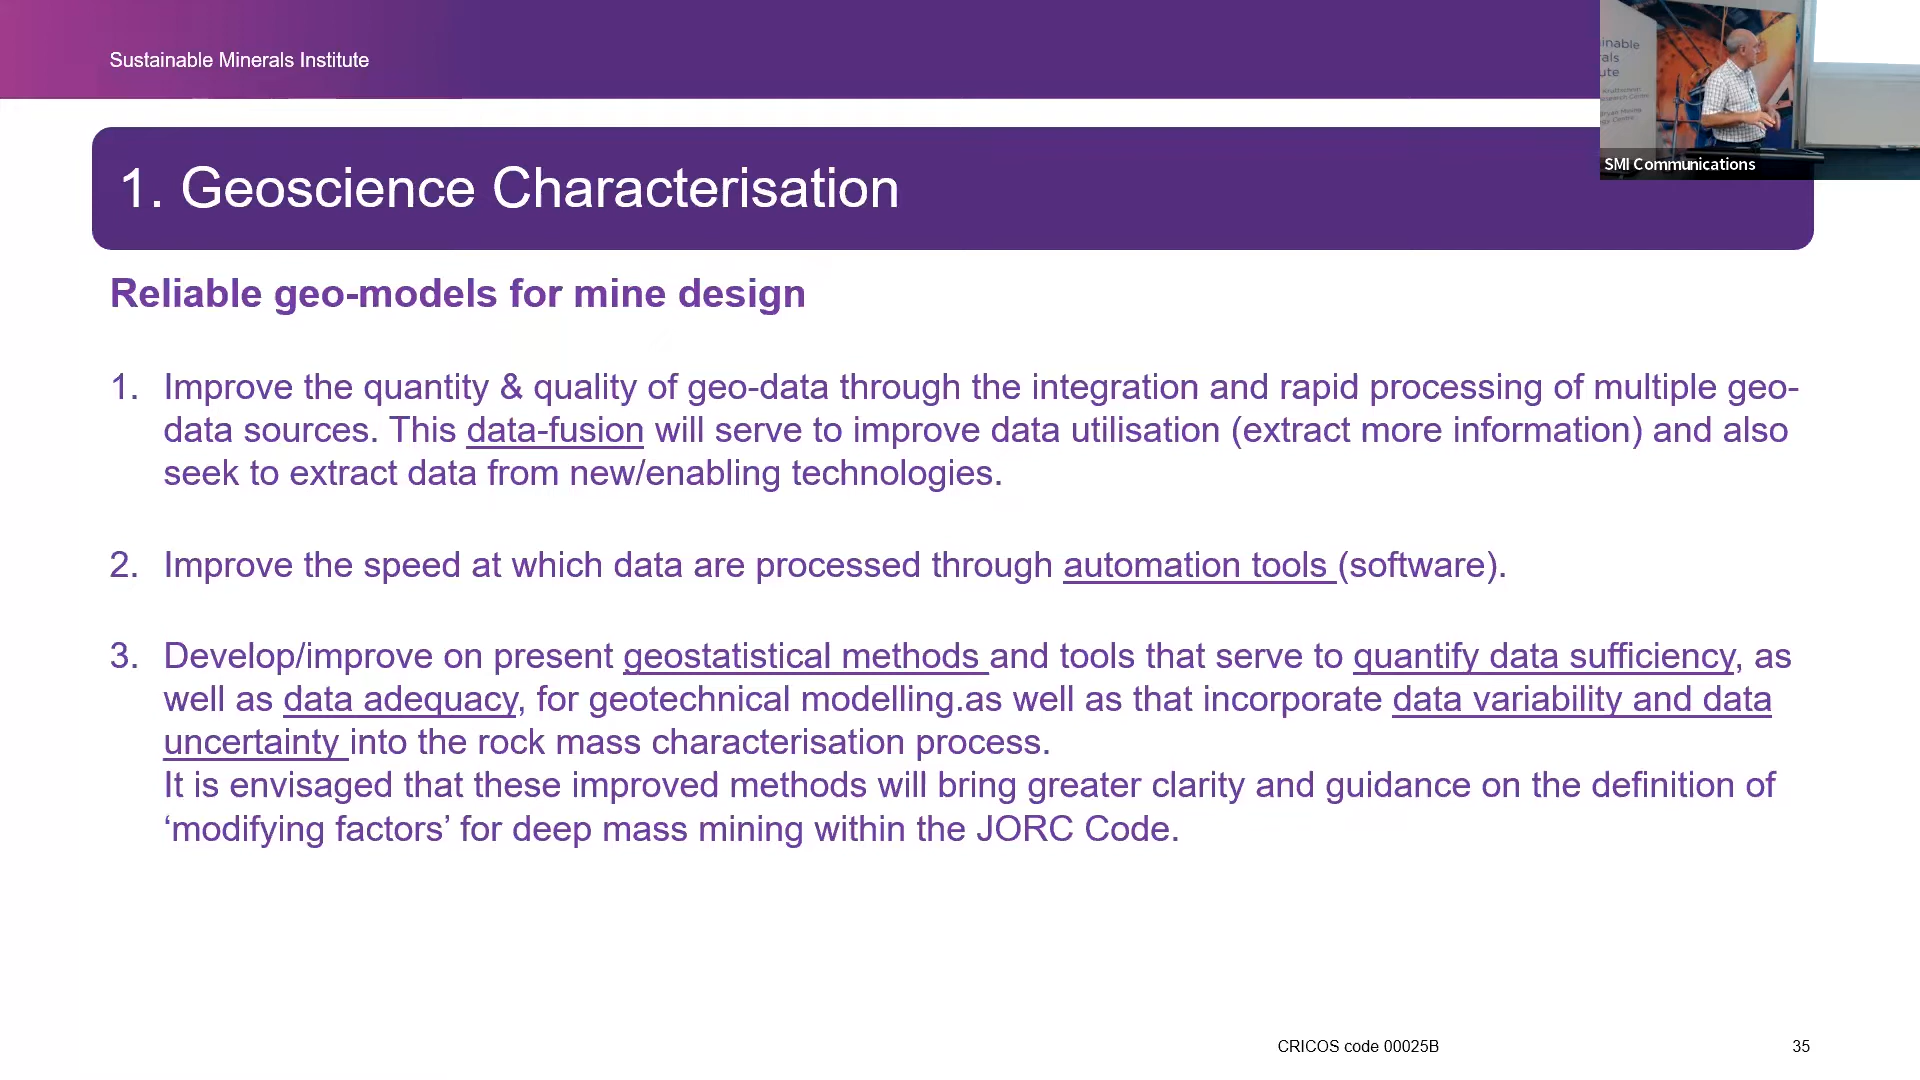 Sustainable Minerals Institute
inable
rals
ute
SMI Communications
1. Geoscience Characterisation
Reliable geo-models for mine design
1. Improve the quantity & quality of geo-data through the integration and rapid processing of multiple geo-
data sources. This data-fusion will serve to improve data utilisation (extract more information) and also
seek to extract data from new/enabling technologies.
2. Improve the speed at which data are processed through automation tools (software).
3. Develop/improve on present geostatistical methods and tools that serve to quantify data sufficiency, as
well as data adequacy, for geotechnical modelling.as well as that incorporate data variability and data
uncertainty into the rock mass characterisation process.
It is envisaged that these improved methods will bring greater clarity and guidance on the definition of
‘modifying factors’ for deep mass mining within the JORC Code.
CRICOS code 00025B
35